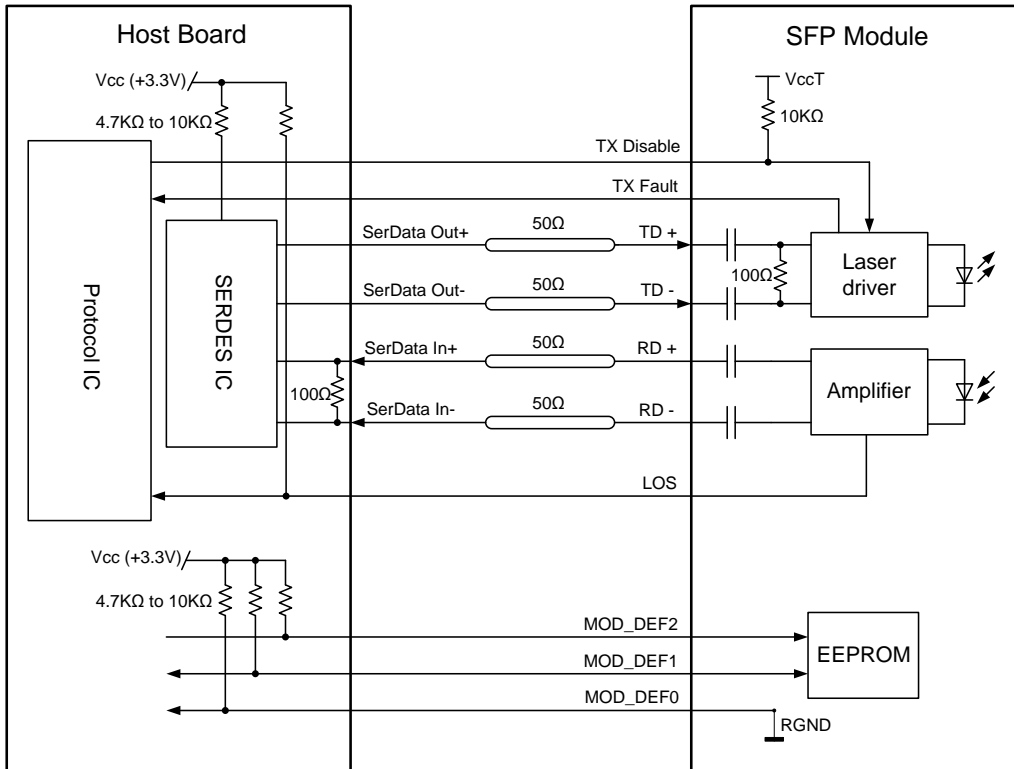 Host Board
SFP Module
Vcc (+3.3V)
VccT
4.7KΩ to 10KΩ
10KΩ
TX Disable
TX Fault
SerData Out+
50Ω
TD +
Laser
driver
100Ω
SerData Out-
50Ω
TD -
Protocol IC
SERDES IC
SerData In+
50Ω
RD +
Amplifier
100Ω
SerData In-
50Ω
RD -
LOS
Vcc (+3.3V)
4.7KΩ to 10KΩ
MOD_DEF2
EEPROM
MOD_DEF1
MOD_DEF0
RGND